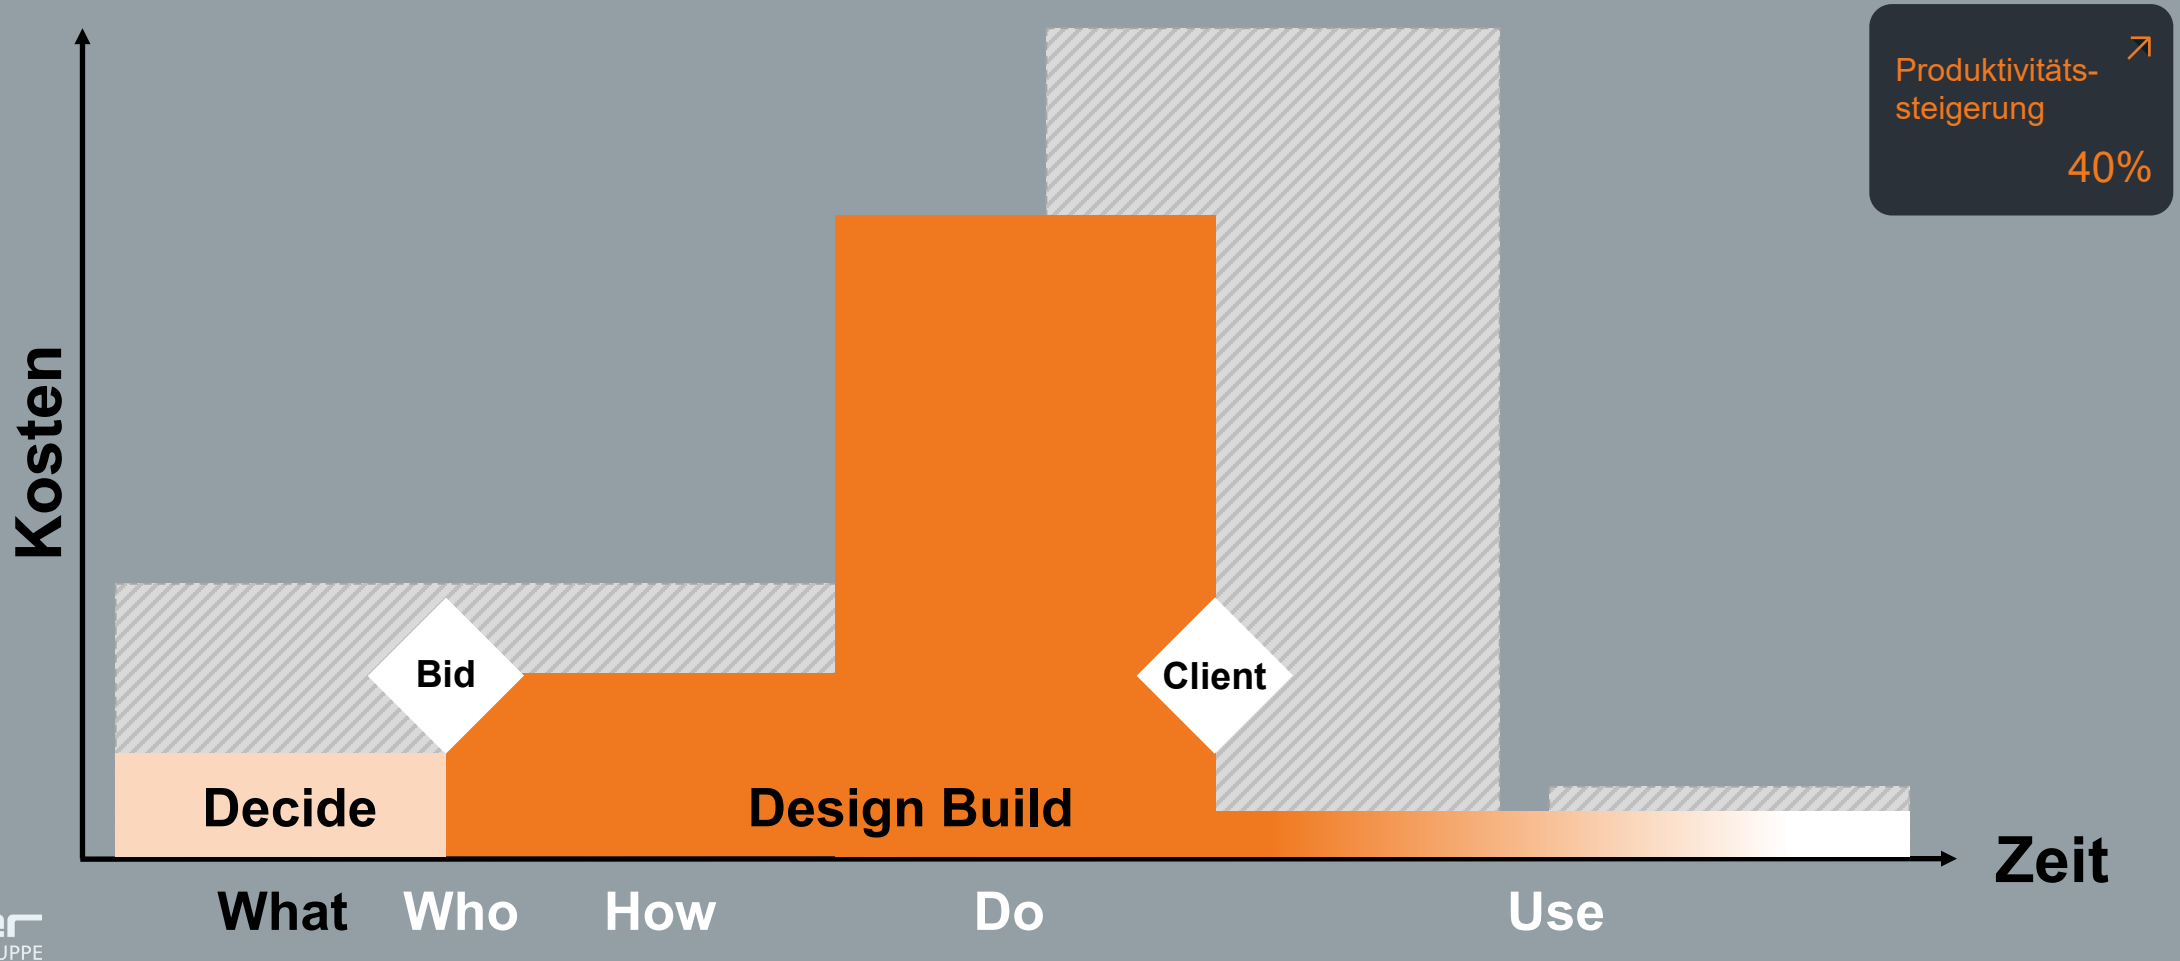 Produktivitäts-
steigerung
40%
Kosten
Bid
Client
Decide
Design Build
Zeit
What Who How Do Use